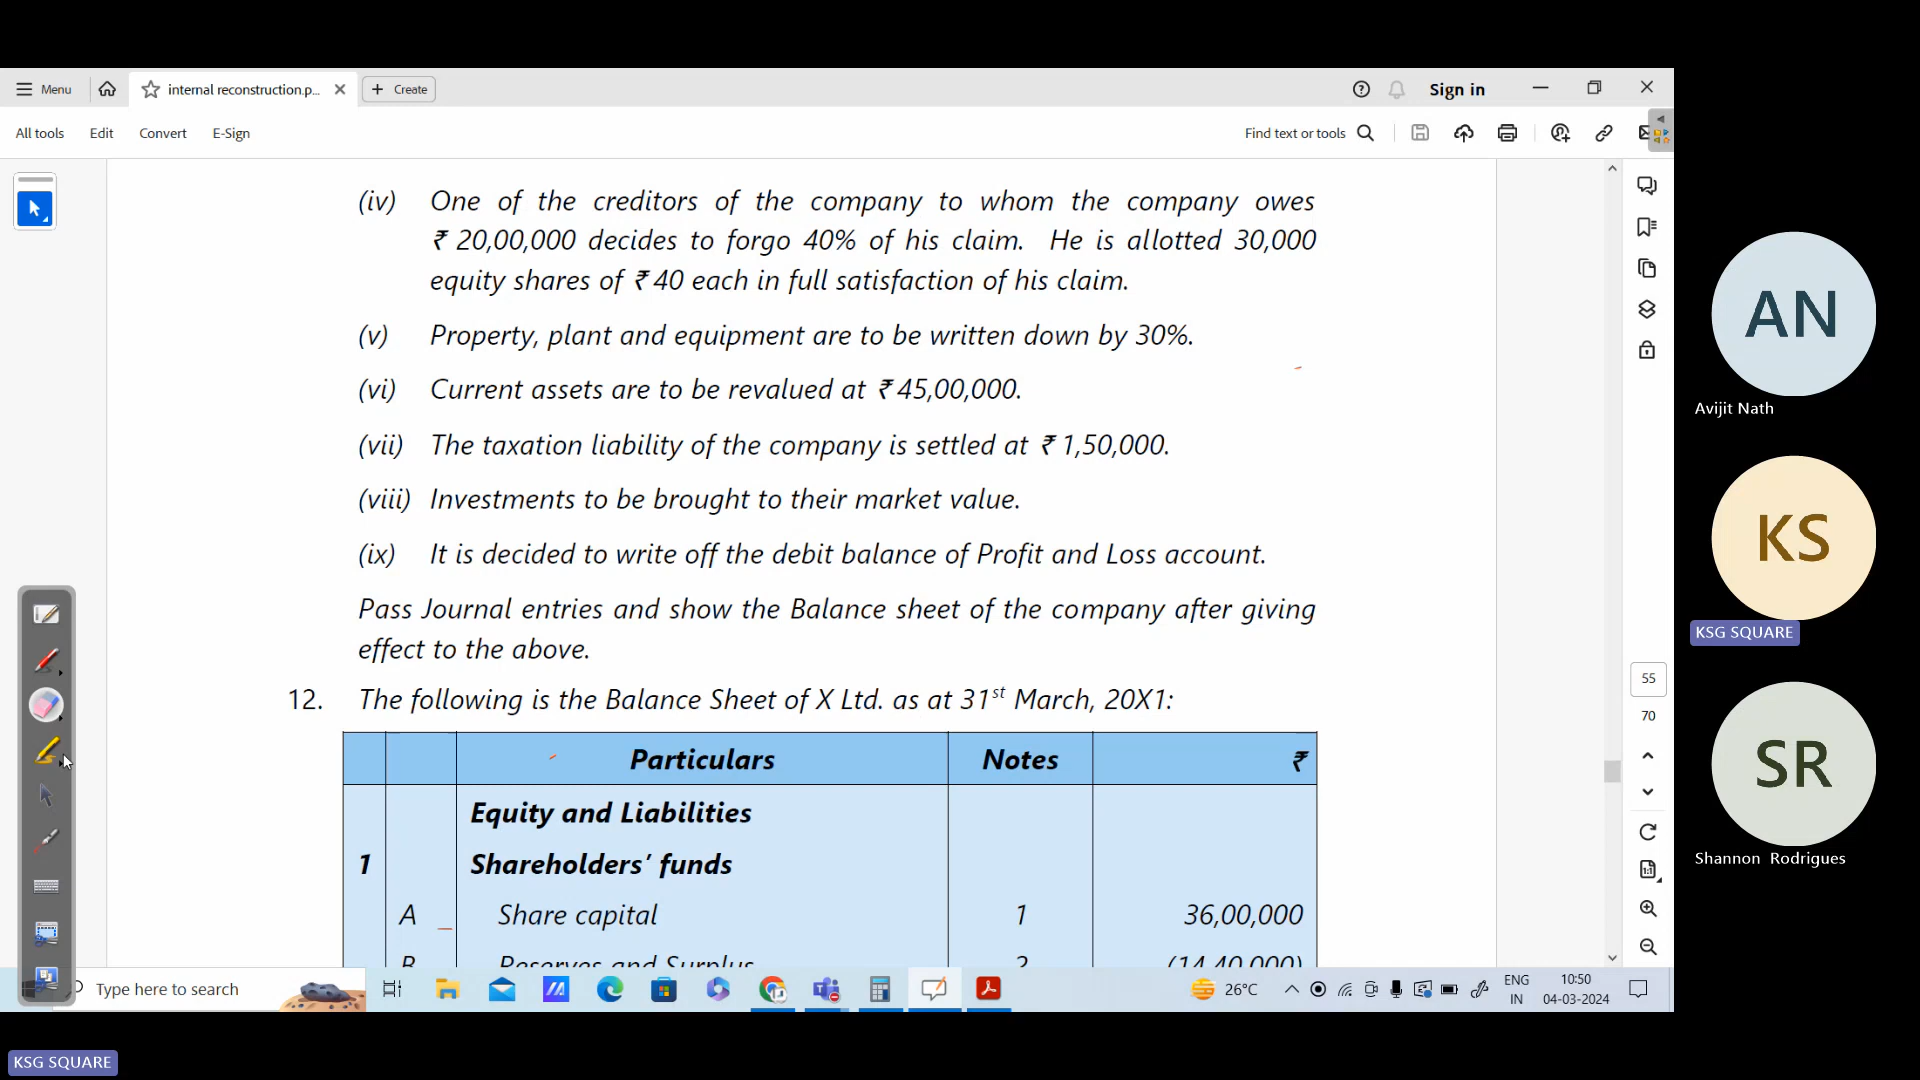 Menu
internal reconstruction.p...
Create
Sign in
All tools
Edit
Convert
E-Sign
Find text or tools
(iv) One of the creditors of the company to whom the company owes
₹ 20,00,000 decides to forgo 40% of his claim. He is allotted 30,000
equity shares of ₹ 40 each in full satisfaction of his claim.
(v) Property, plant and equipment are to be written down by 30%.
(vi) Current assets are to be revalued at ₹ 45,00,000.
(vii) The taxation liability of the company is settled at ₹ 1,50,000.
(viii) Investments to be brought to their market value.
(ix) It is decided to write off the debit balance of Profit and Loss account.
Pass Journal entries and show the Balance sheet of the company after giving
effect to the above.
12. The following is the Balance Sheet of X Ltd. as at 31st March, 20X1:
Particulars Notes ₹
Equity and Liabilities
1 Shareholders' funds
A Share capital 1 36,00,000
B Reserves and Surplus 2 (14,40,000)
55
70
AN
Avijit Nath
KS
KSG SQUARE
SR
Shannon Rodrigues
Type here to search
26°C
ENG
IN
10:50
04-03-2024
KSG SQUARE